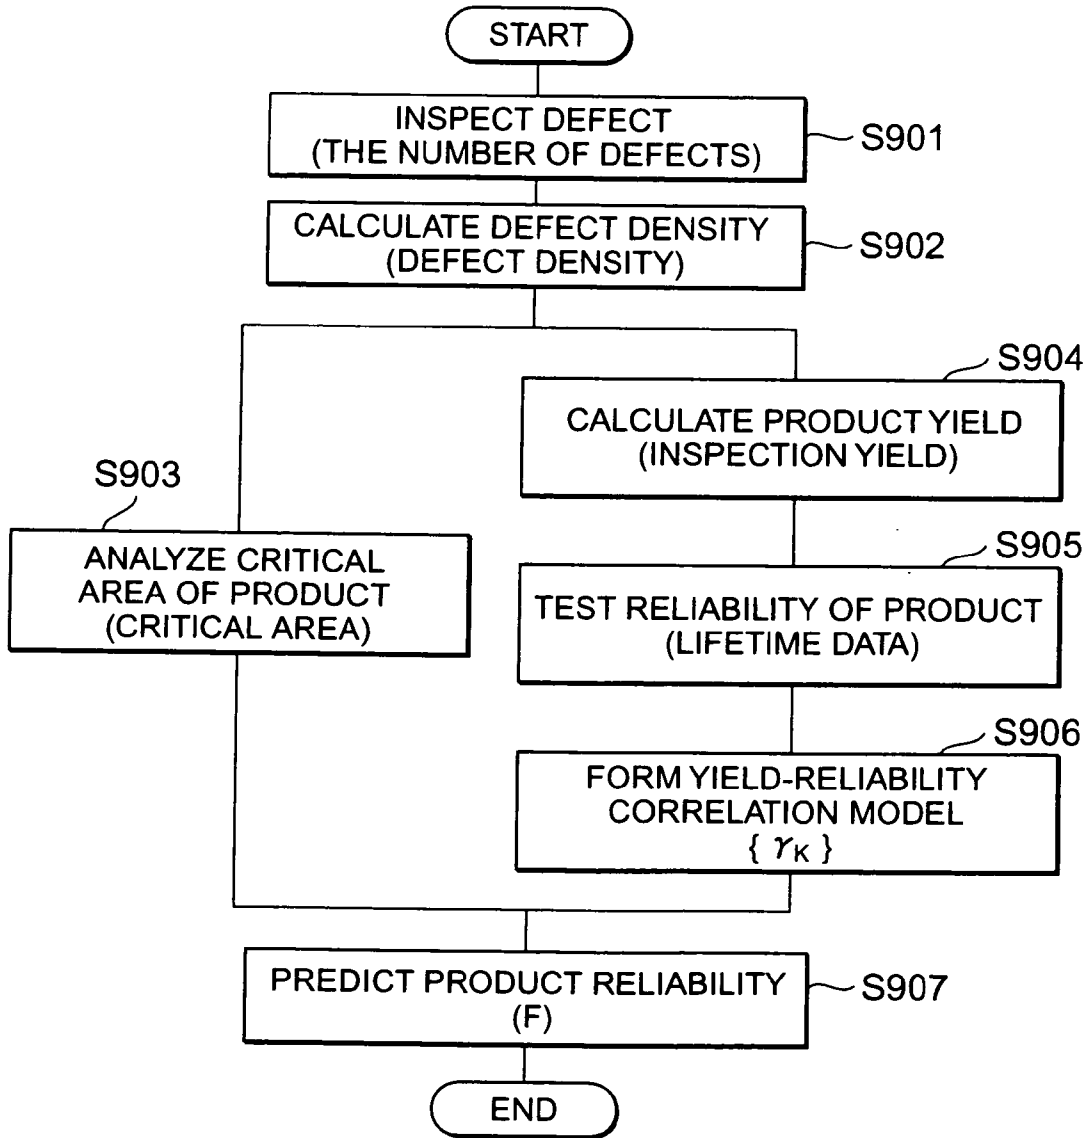 START
INSPECT DEFECT
(THE NUMBER OF DEFECTS)
S901
CALCULATE DEFECT DENSITY
(DEFECT DENSITY)
S902
S904
CALCULATE PRODUCT YIELD
(INSPECTION YIELD)
S903
ANALYZE CRITICAL
AREA OF PRODUCT
(CRITICAL AREA)
S905
TEST RELIABILITY OF PRODUCT
(LIFETIME DATA)
S906
FORM YIELD-RELIABILITY
CORRELATION MODEL
{ γK }
PREDICT PRODUCT RELIABILITY
(F)
S907
END